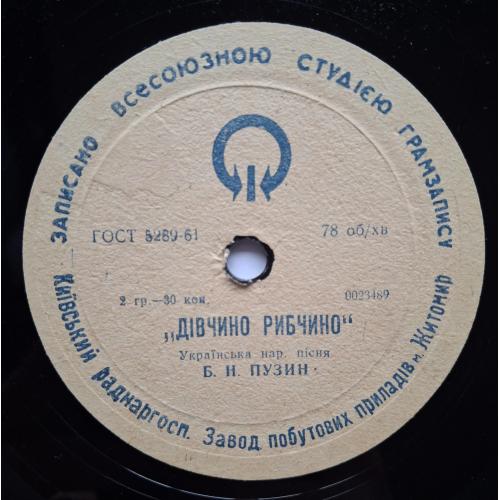 ЗАПИСАНО ВСЕСОЮЗНОЮ СТУДІЄЮ ГРАМЗАПИСУ
ГОСТ 5289-61 78 об/хв
2 гр.—30 коп. 0023489
„ДІВЧИНО РИБЧИНО“
Українська нар. пісня
Б. Н. ПУЗИН
Київський раднаргосп. Завод побутових приладів м. Житомир